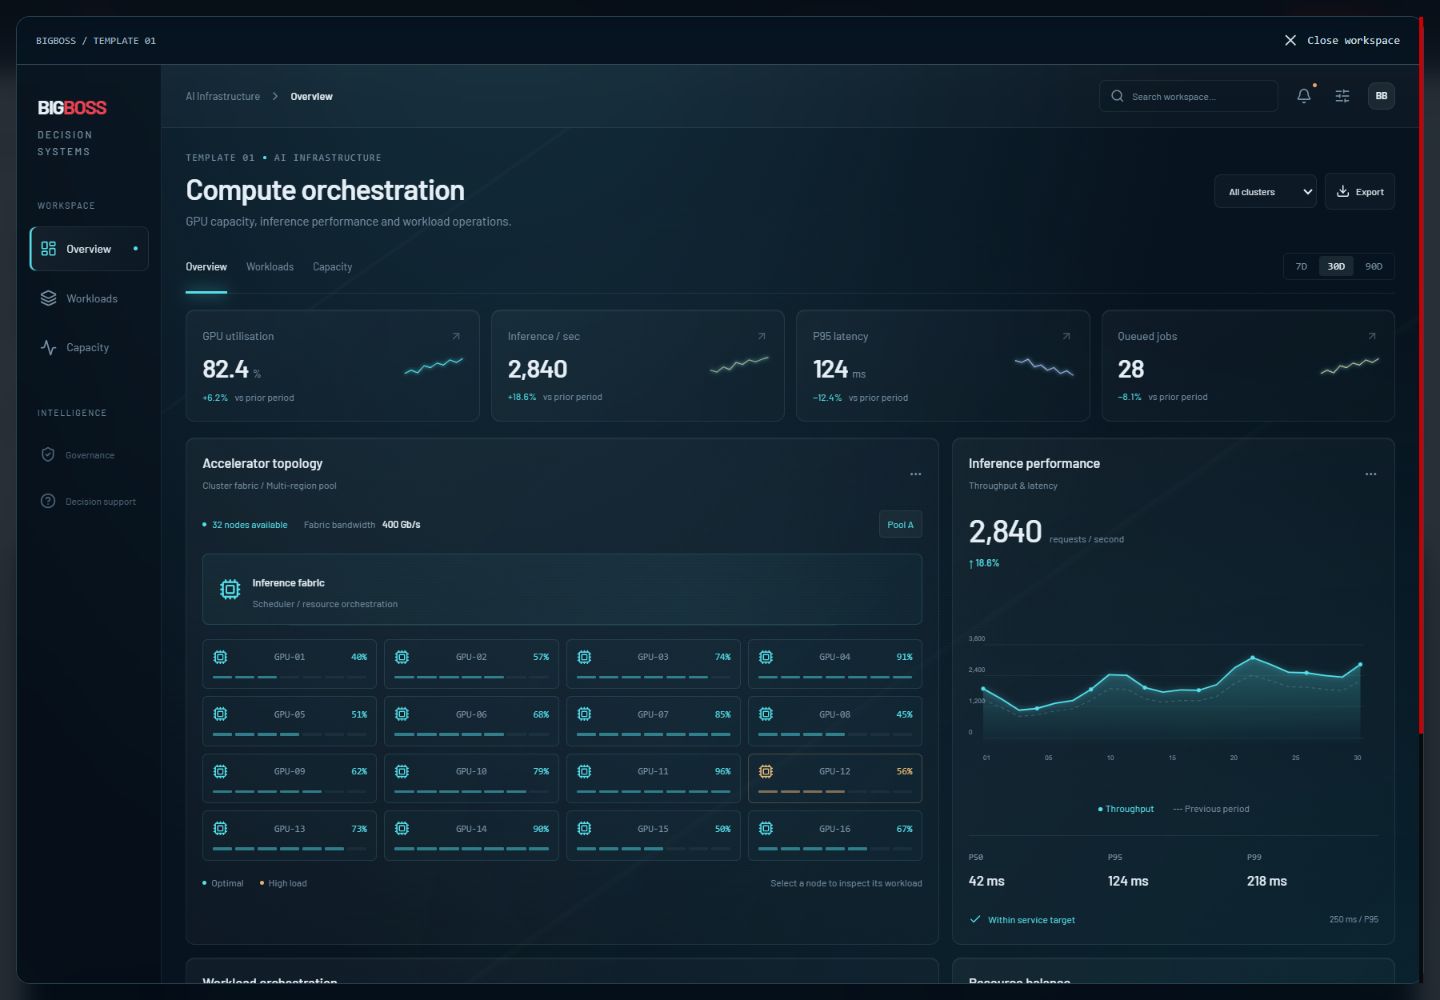 BIGBOSS / TEMPLATE 01
Close workspace
BIGBOSS
DECISION
SYSTEMS
WORKSPACE
Overview
Workloads
Capacity
INTELLIGENCE
Governance
Decision support
AI Infrastructure > Overview
Search workspace...
BB
TEMPLATE 01 • AI INFRASTRUCTURE
Compute orchestration
GPU capacity, inference performance and workload operations.
All clusters
Export
Overview Workloads Capacity
7D 30D 90D
GPU utilisation
82.4 %
+6.2% vs prior period
Inference / sec
2,840
+18.6% vs prior period
P95 latency
124 ms
−12.4% vs prior period
Queued jobs
28
−8.1% vs prior period
Accelerator topology
Cluster fabric / Multi-region pool
32 nodes available Fabric bandwidth 400 Gb/s
Pool A
Inference fabric
Scheduler / resource orchestration
GPU-01 40%
GPU-02 57%
GPU-03 74%
GPU-04 91%
GPU-05 51%
GPU-06 68%
GPU-07 85%
GPU-08 45%
GPU-09 62%
GPU-10 79%
GPU-11 96%
GPU-12 56%
GPU-13 73%
GPU-14 90%
GPU-15 50%
GPU-16 67%
Optimal High load
Select a node to inspect its workload
Inference performance
Throughput & latency
2,840 requests / second
↑ 18.6%
3,600
2,400
1,200
0
01 05 10 15 20 25 30
Throughput --- Previous period
P50 P95 P99
42 ms 124 ms 218 ms
Within service target
250 ms / P95
Workload orchestration
Resource balance